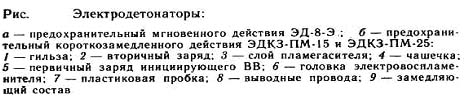 Рис. Электродетонаторы:
а — предохранительный мгновенного действия ЭД-8-Э ; б — предохрани-
тельный короткозамедленного действия ЭДКЗ-ПМ-15 и ЭДКЗ-ПМ-25:
1 — гильза; 2 — вторичный заряд; 3 — слой пламегасителя; 4 — чашечка;
5 — первичный заряд инициирующего ВВ; 6 — головка электровоспламе-
нителя; 7 — пластиковая пробка; 8 — выводные провода; 9 — замедляю-
щий состав